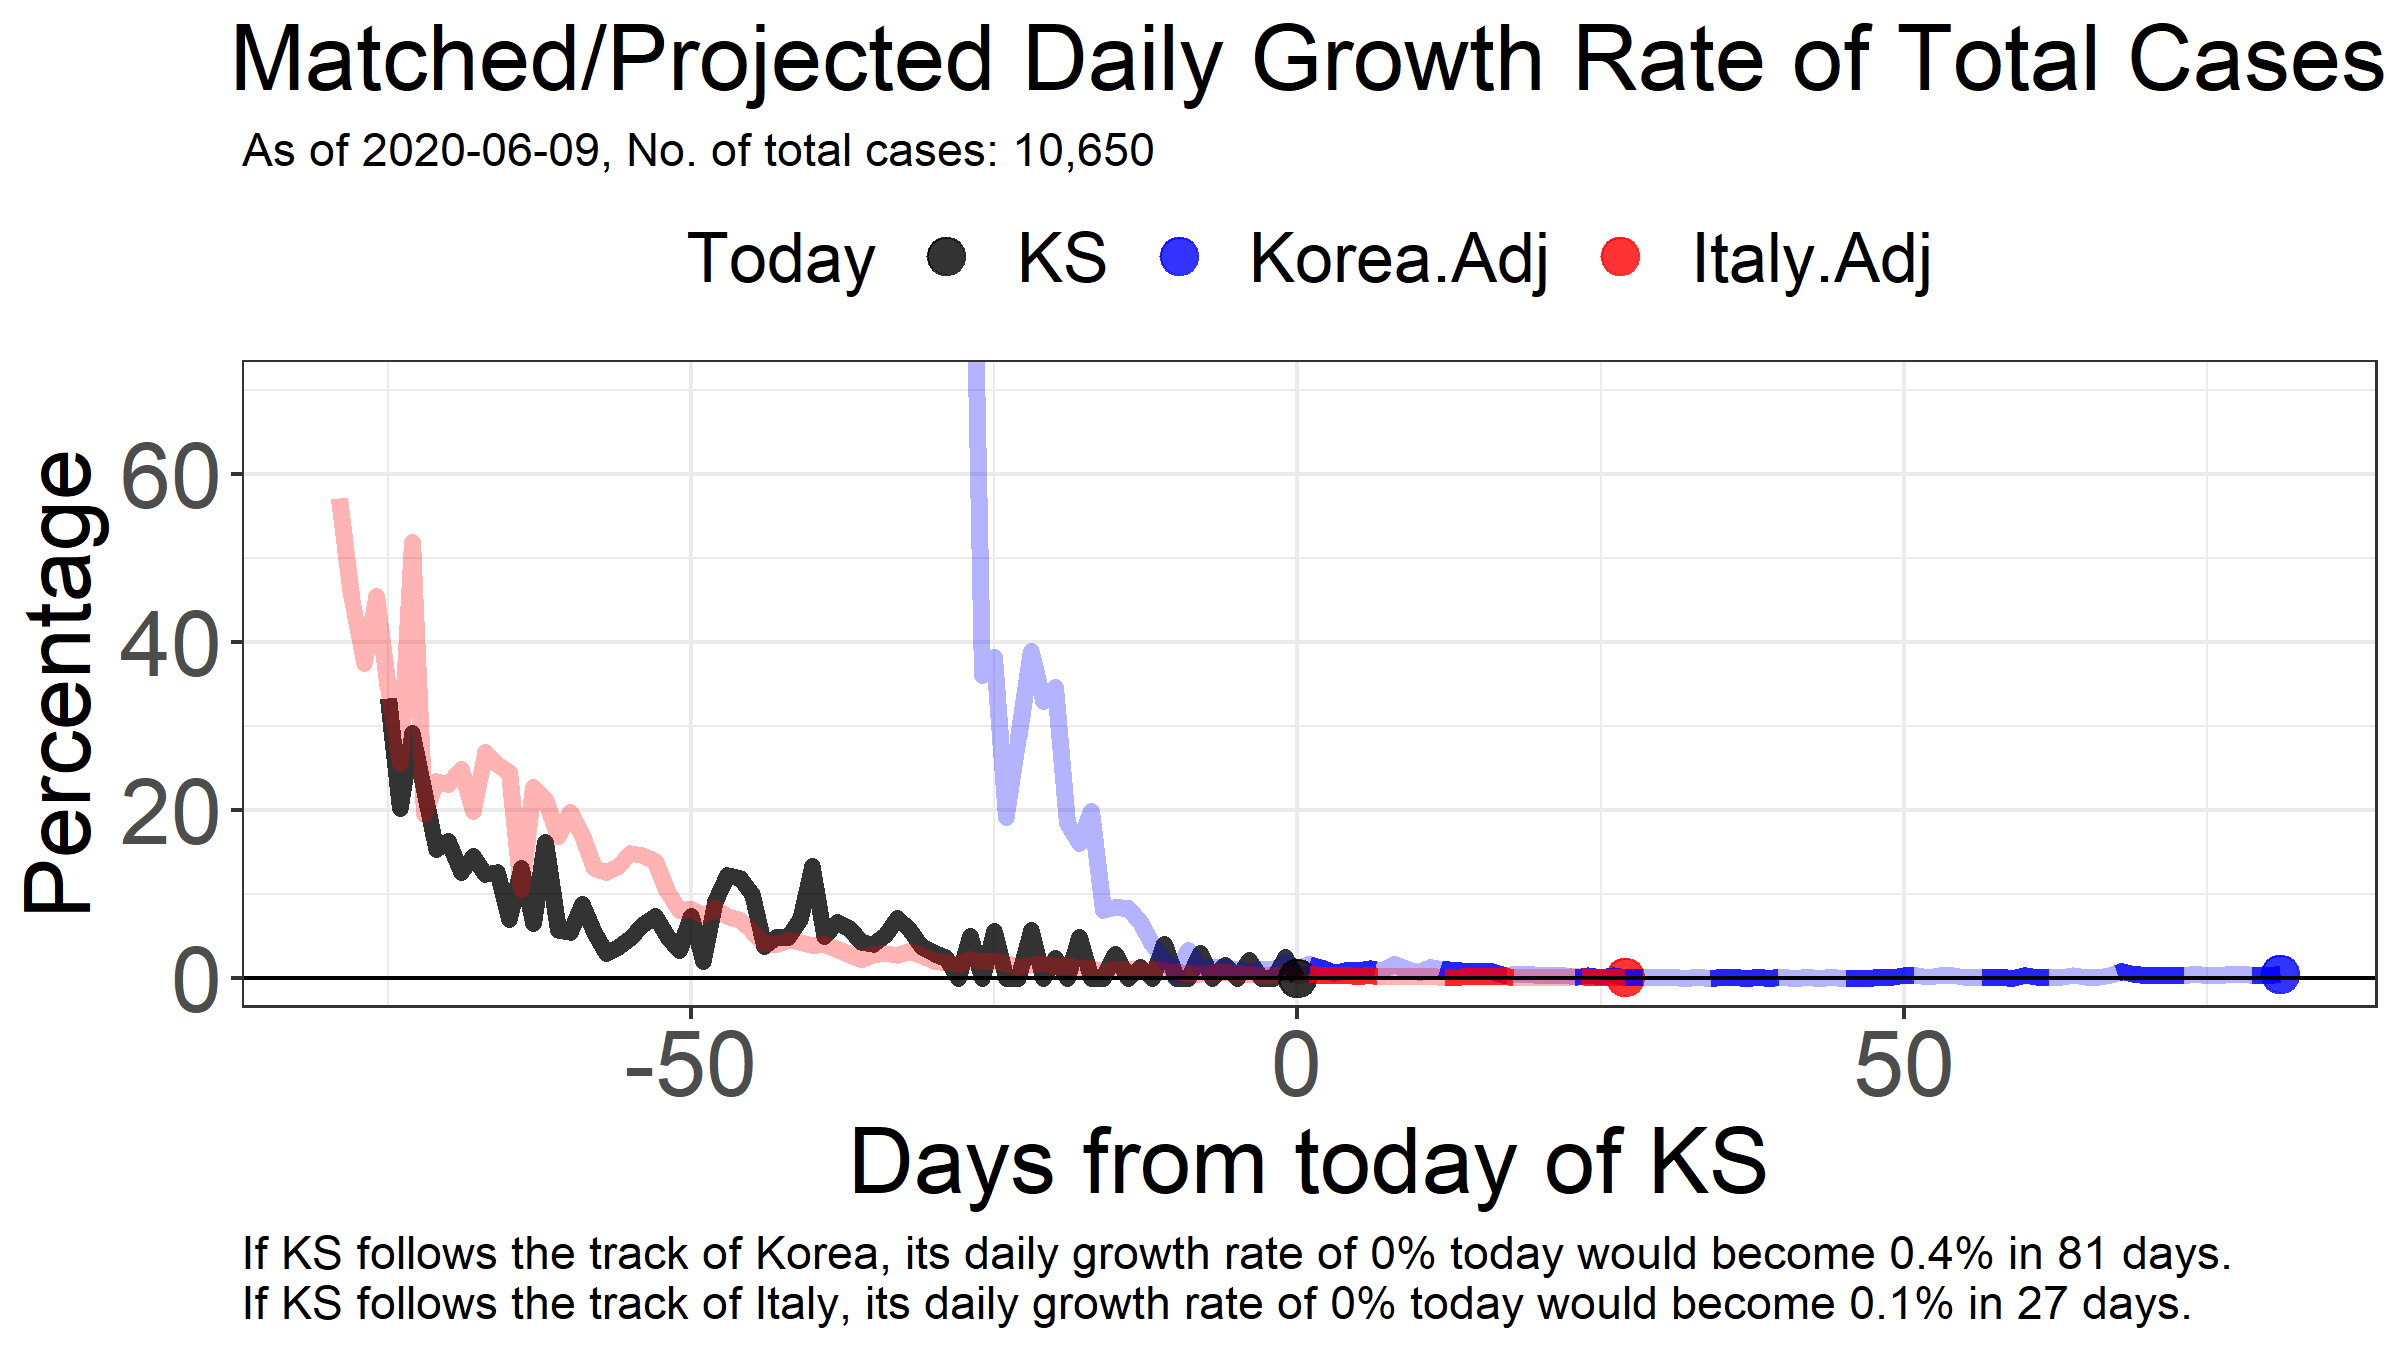 Matched/Projected Daily Growth Rate of Total Cases
As of 2020-06-09, No. of total cases: 10,650
Today KS Korea.Adj Italy.Adj
Percentage
60
40
20
0
-50 0 50
Days from today of KS
If KS follows the track of Korea, its daily growth rate of 0% today would become 0.4% in 81 days.
If KS follows the track of Italy, its daily growth rate of 0% today would become 0.1% in 27 days.